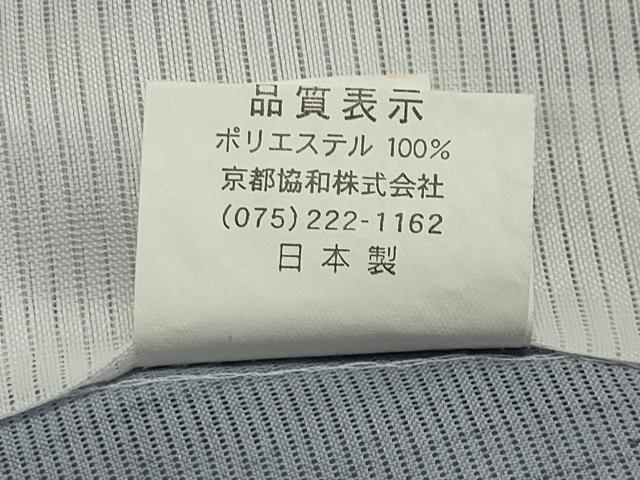 品質表示
ポリエステル 100%
京都協和株式会社
(075)222-1162
日本製